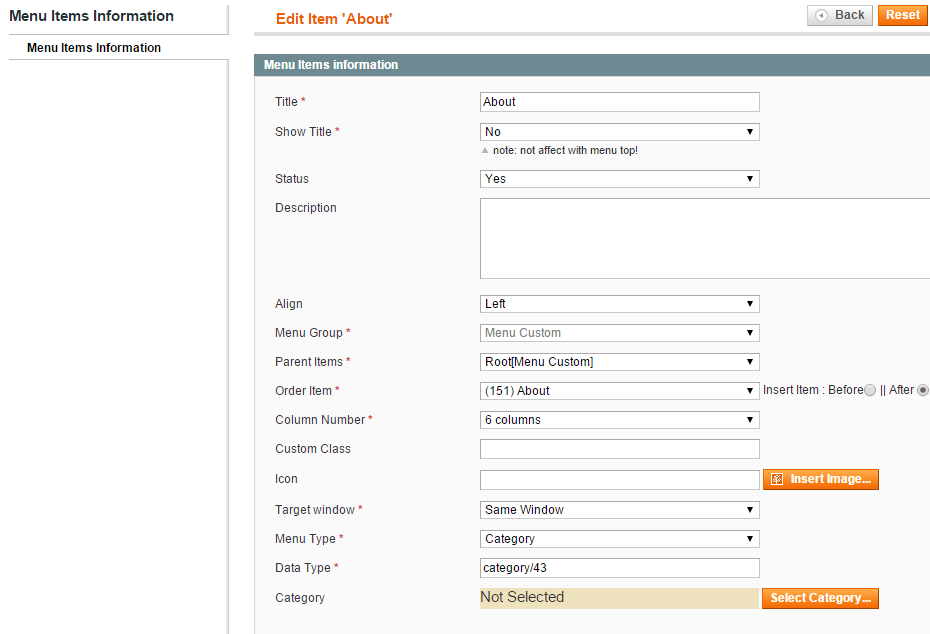 Menu Items Information
Menu Items Information
Edit Item 'About'
Back
Reset
Menu Items information
Title *
About
Show Title *
No
note: not affect with menu top!
Status
Yes
Description
Align
Left
Menu Group *
Menu Custom
Parent Items *
Root[Menu Custom]
Order Item *
(151) About
Insert Item : Before || After
Column Number *
6 columns
Custom Class
Icon
Insert Image...
Target window *
Same Window
Menu Type *
Category
Data Type *
category/43
Category
Not Selected
Select Category...